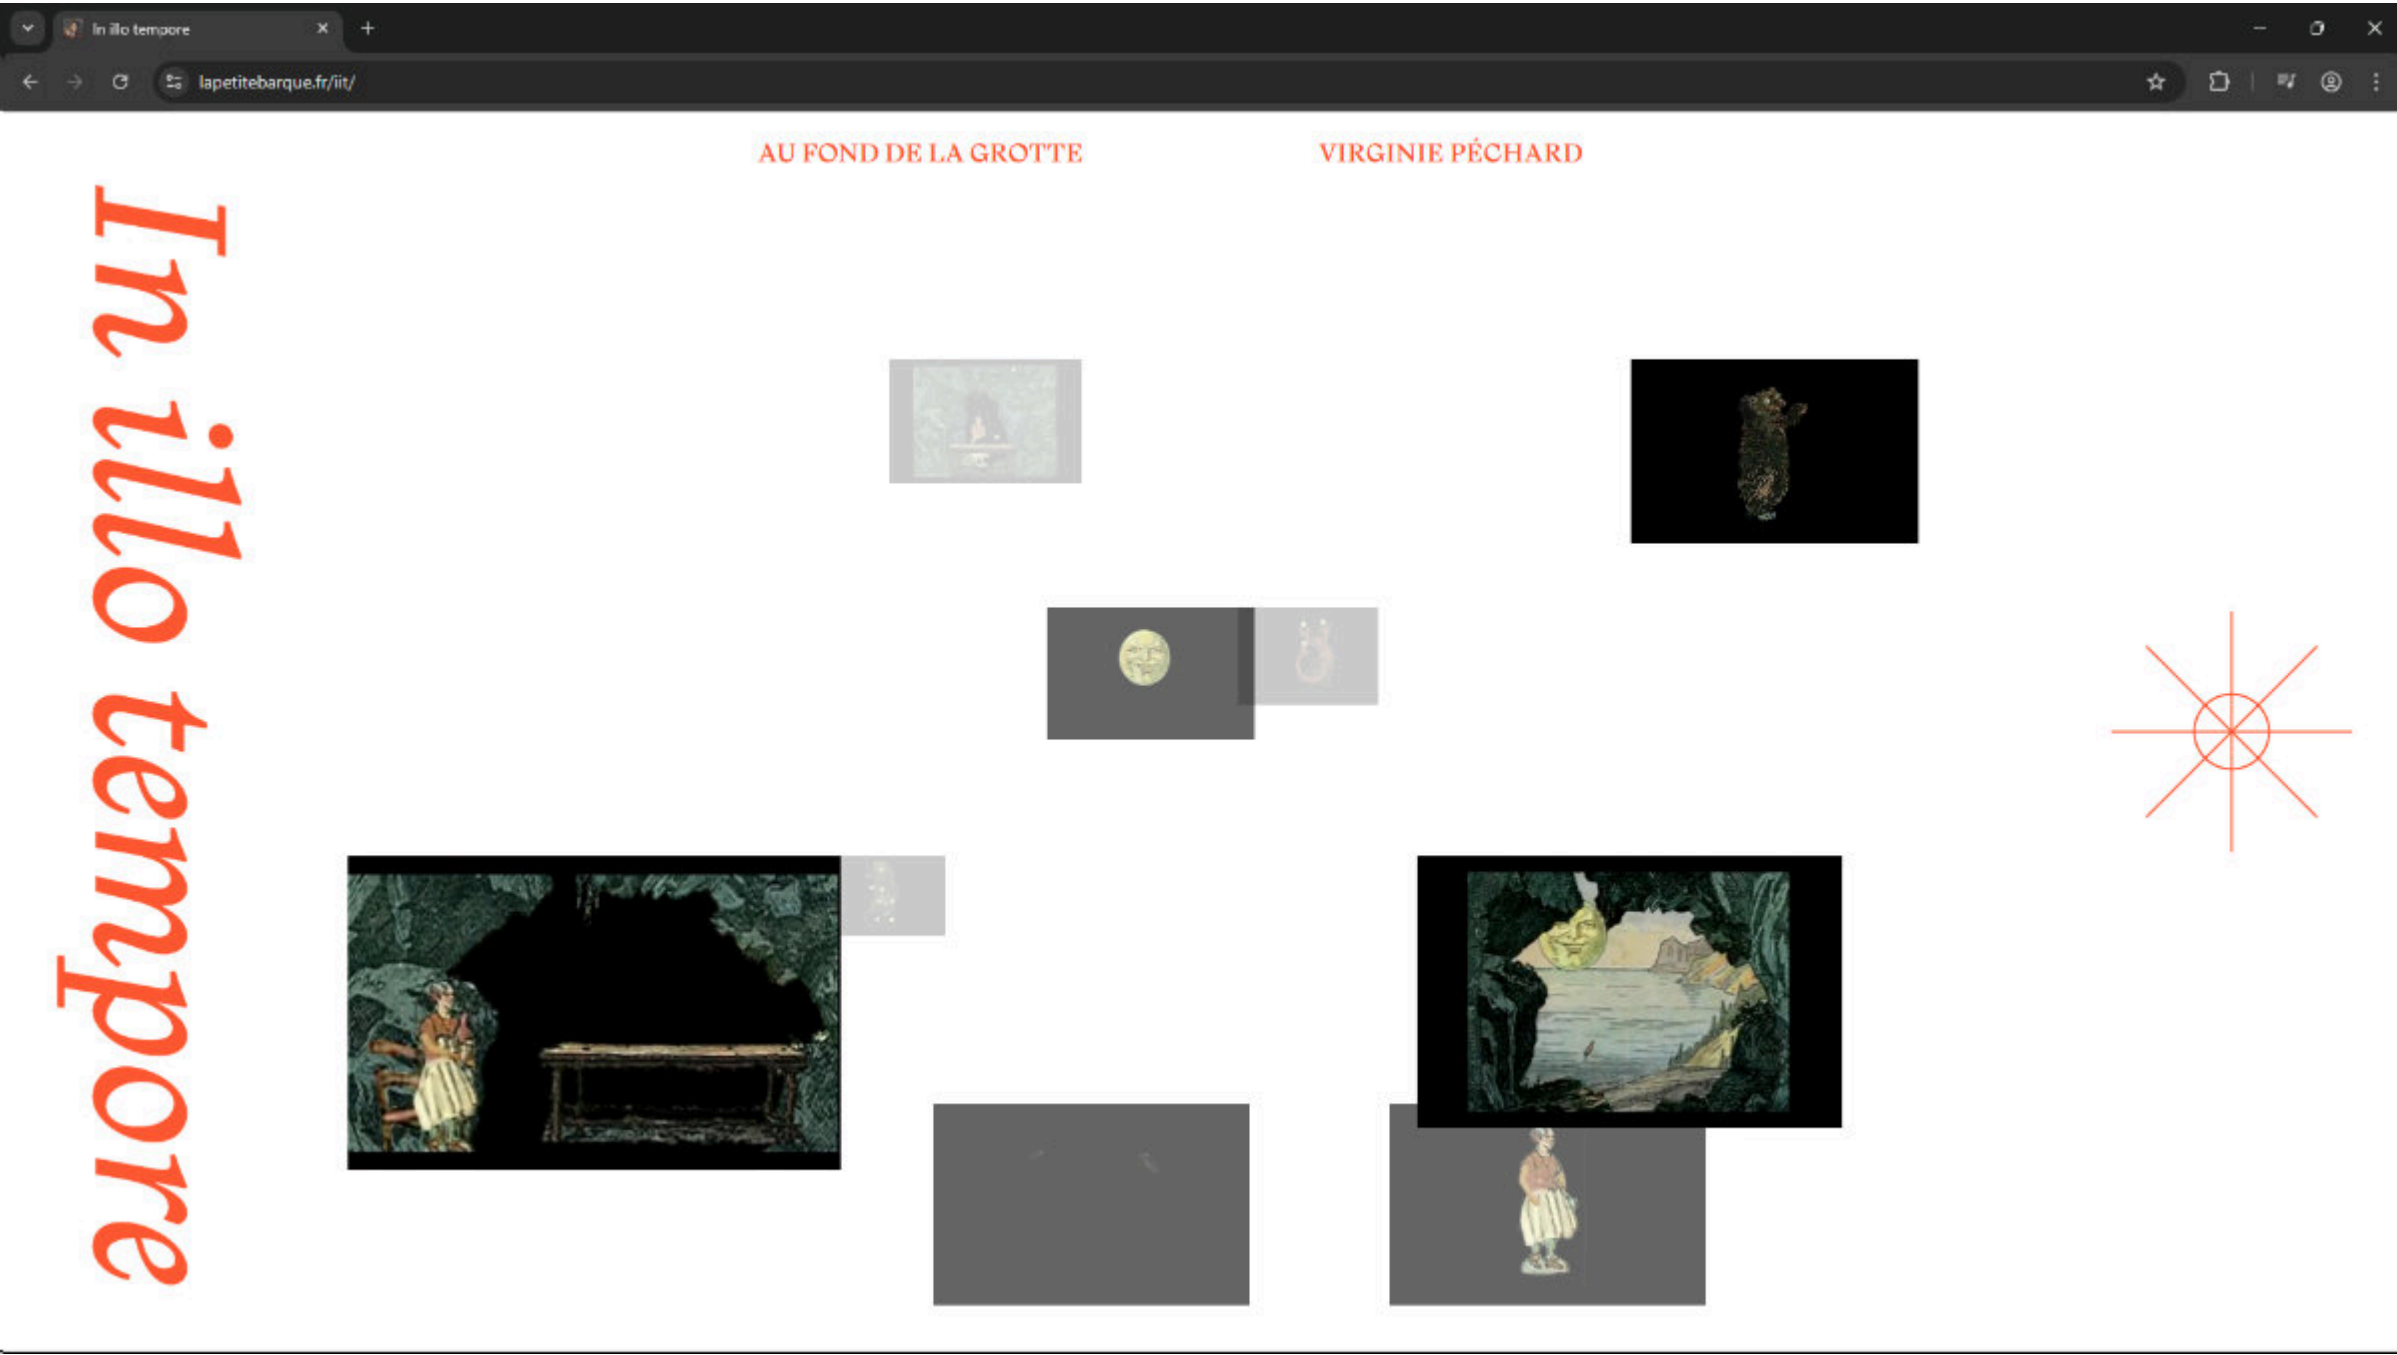 In illo tempore
lapetitebarque.fr/iit/
AU FOND DE LA GROTTE
VIRGINIE PÉCHARD
In illo tempore